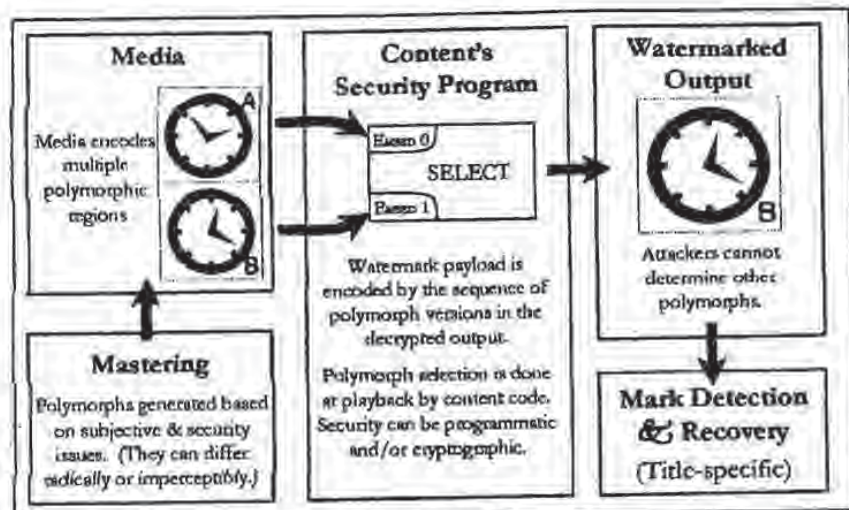 Media
Media encodes
multiple
polymorphic
regions
A
B
Mastering
Polymorphs generated based
on subjective & security
issues. (They can differ
radically or imperceptibly.)
Content's
Security Program
0
SELECT
1
Watermark payload is
encoded by the sequence of
polymorph versions in the
decrypted output.
Polymorph selection is done
at playback by content code.
Security can be programmatic
and/or cryptographic.
Watermarked
Output
B
Attackers cannot
determine other
polymorphs.
Mark Detection
& Recovery
(Title-specific)